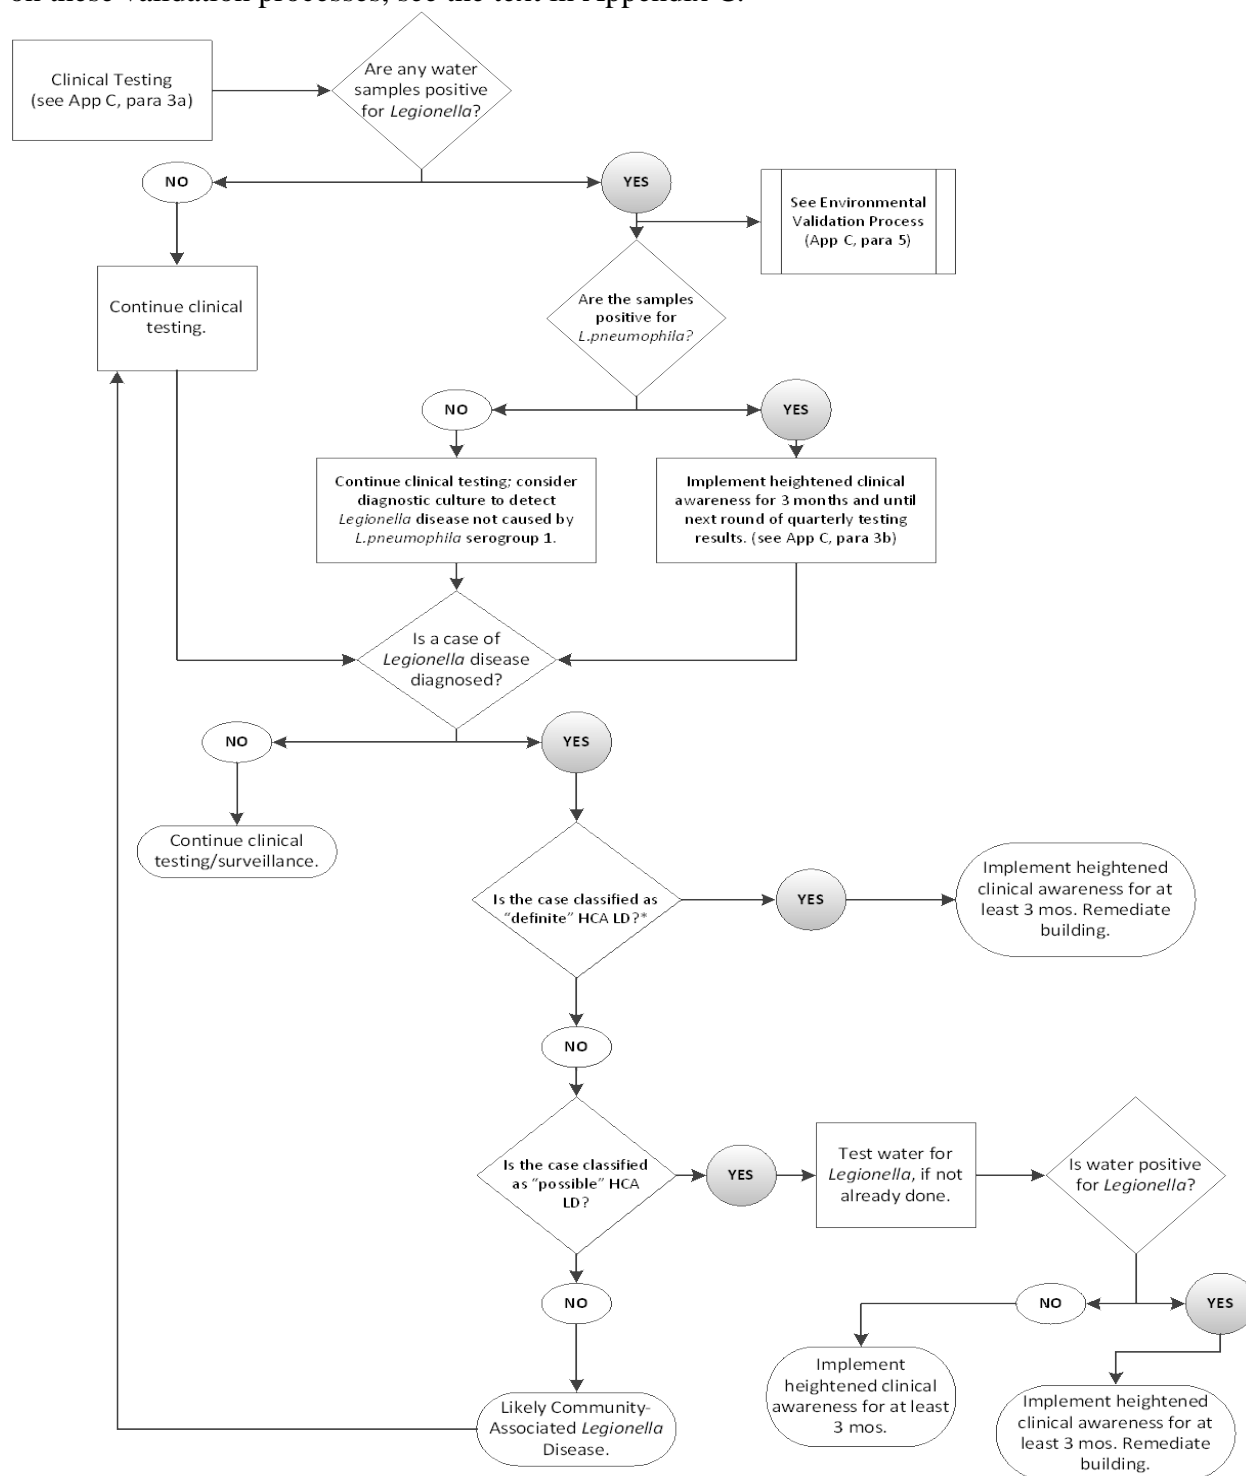 on these validation processes, see the text in Appendix C.
Clinical Testing
(see App C, para 3a)
Are any water
samples positive
for Legionella?
NO
YES
See Environmental
Validation Process
(App C, para 5)
Continue clinical
testing.
Are the samples
positive for
L.pneumophila?
NO
YES
Continue clinical testing; consider
diagnostic culture to detect
Legionella disease not caused by
L.pneumophila serogroup 1.
Implement heightened clinical
awareness for 3 months and until
next round of quarterly testing
results. (see App C, para 3b)
Is a case of
Legionella disease
diagnosed?
NO
YES
Continue clinical
testing/surveillance.
Is the case classified as
"definite" HCA LD?*
YES
Implement heightened
clinical awareness for at
least 3 mos. Remediate
building.
NO
Is the case classified
as "possible" HCA
LD?
YES
Test water for
Legionella, if not
already done.
Is water positive
for Legionella?
NO
NO
YES
Implement
heightened clinical
awareness for at least
3 mos.
Implement heightened
clinical awareness for at
least 3 mos. Remediate
building.
Likely Community-
Associated Legionella
Disease.